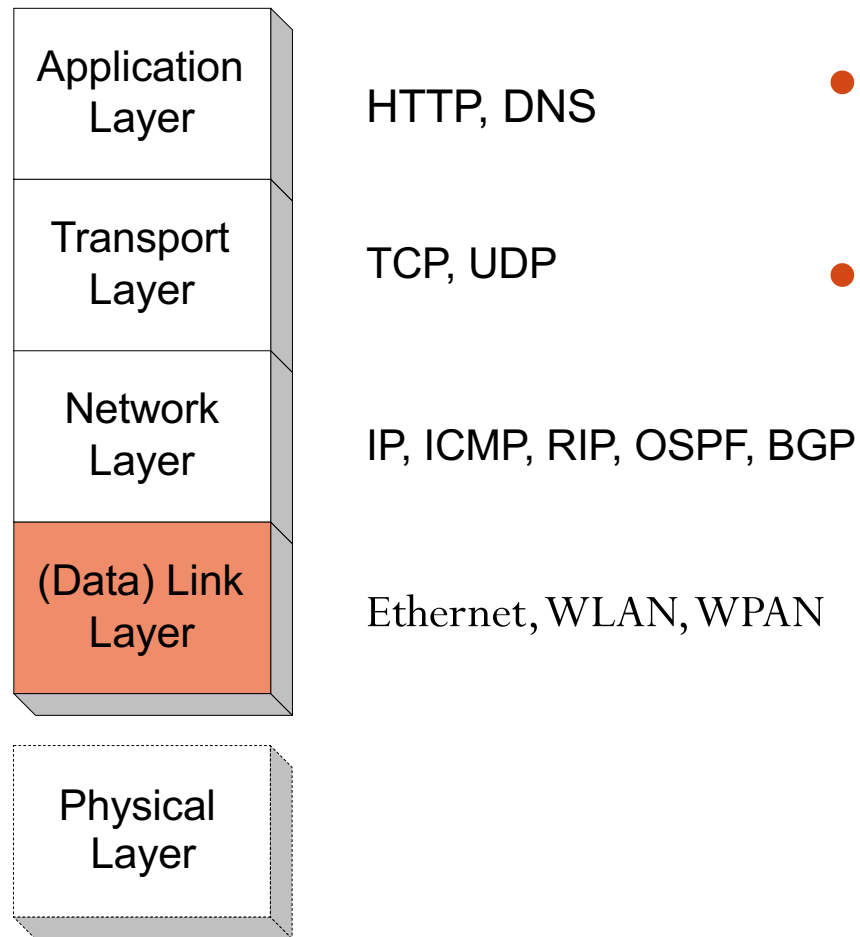 Application
Layer
HTTP, DNS
Transport
Layer
TCP, UDP
Network
Layer
IP, ICMP, RIP, OSPF, BGP
(Data) Link
Layer
Ethernet, WLAN, WPAN
Physical
Layer